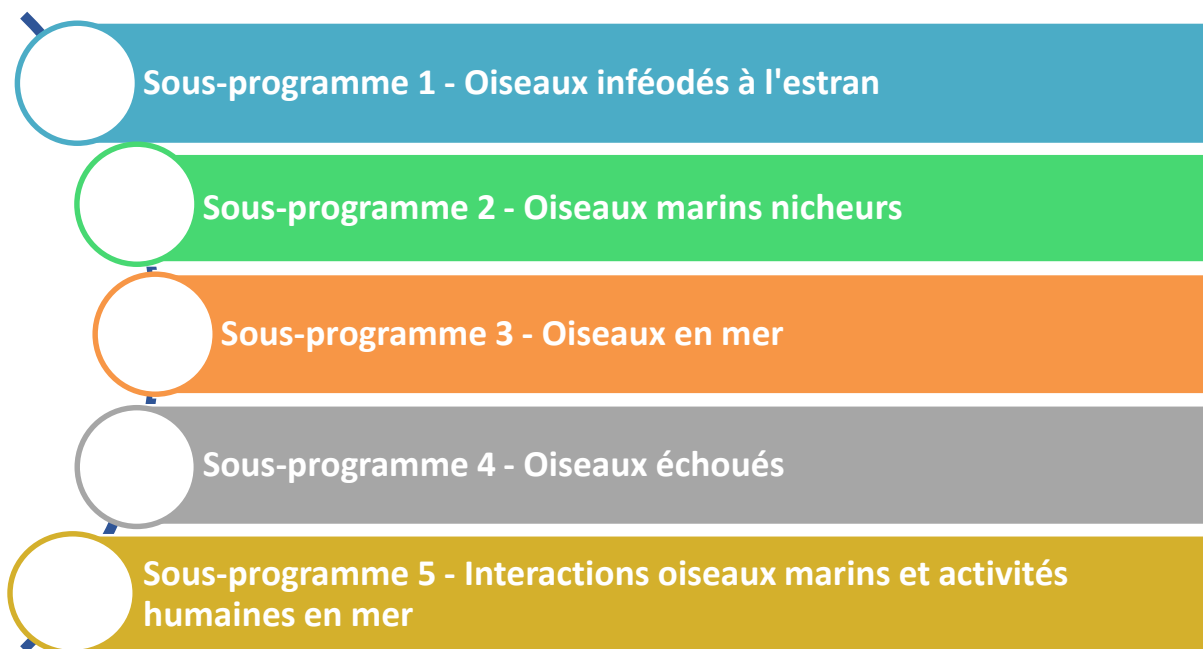 Sous-programme 1 - Oiseaux inféodés à l'estran
Sous-programme 2 - Oiseaux marins nicheurs
Sous-programme 3 - Oiseaux en mer
Sous-programme 4 - Oiseaux échoués
Sous-programme 5 - Interactions oiseaux marins et activités
humaines en mer